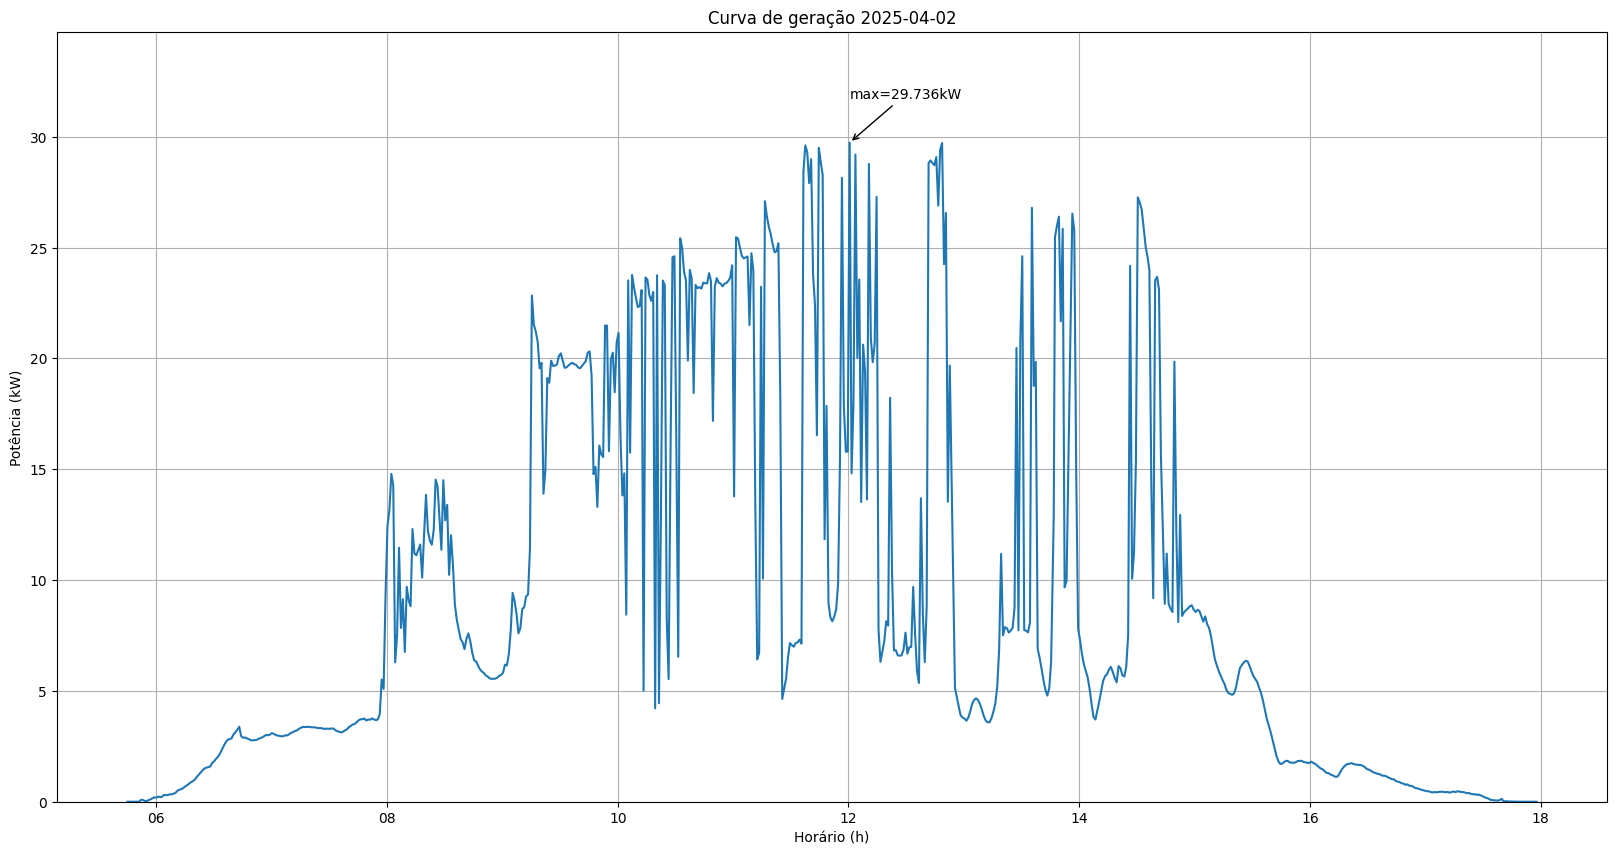 Curva de geração 2025-04-02
max=29.736kW
30
25
20
15
10
5
0
Potência (kW)
06 08 10 12 14 16 18
Horário (h)